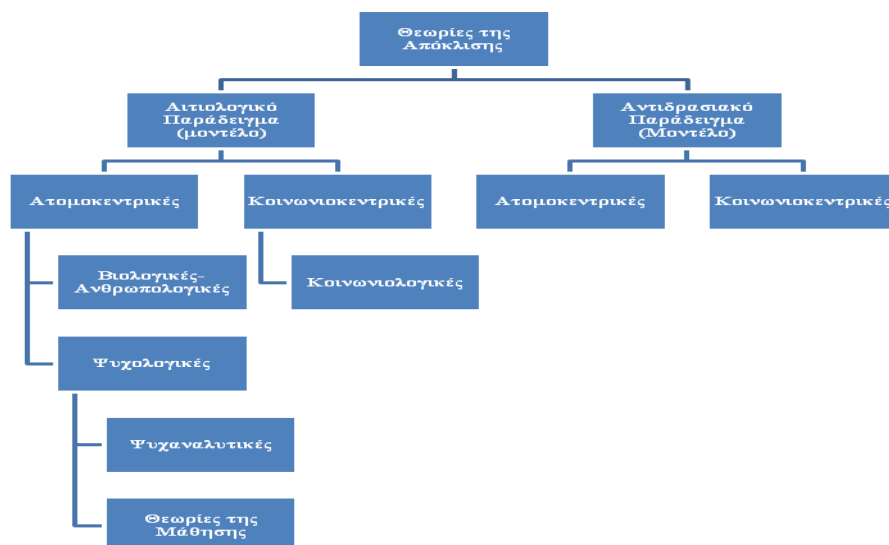 Θεωρίες της
Απόκλισης
Αιτιολογικό
Παράδειγμα
(μοντέλο)
Αντιδρασιακό
Παράδειγμα
(Μοντέλο)
Ατομοκεντρικές
Κοινωνιοκεντρικές
Ατομοκεντρικές
Κοινωνιοκεντρικές
Βιολογικές-
Ανθρωπολογικές
Κοινωνιολογικές
Ψυχολογικές
Ψυχαναλυτικές
Θεωρίες της
Μάθησης